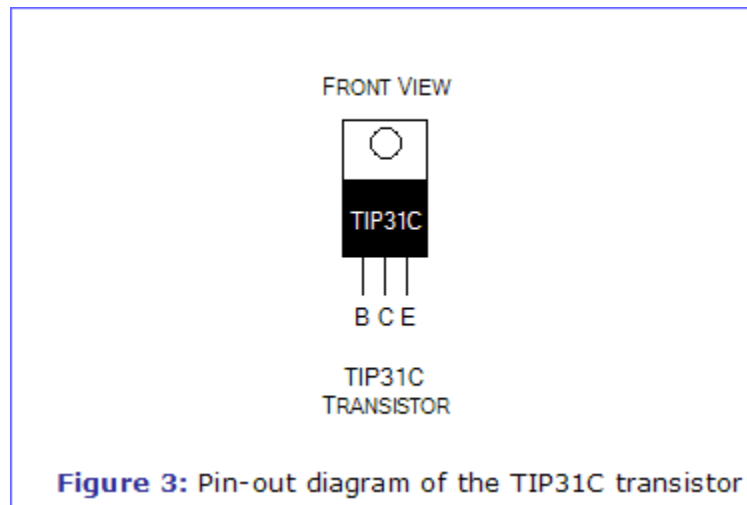 FRONT VIEW
TIP31C
B C E
TIP31C
TRANSISTOR
Figure 3: Pin-out diagram of the TIP31C transistor